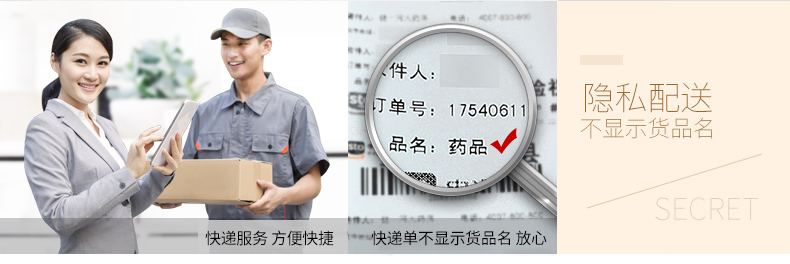 快递服务 方便快捷
件人：
订单号：17540611
品名：药品
快递单不显示货品名 放心
隐私配送
不显示货品名
SECRET